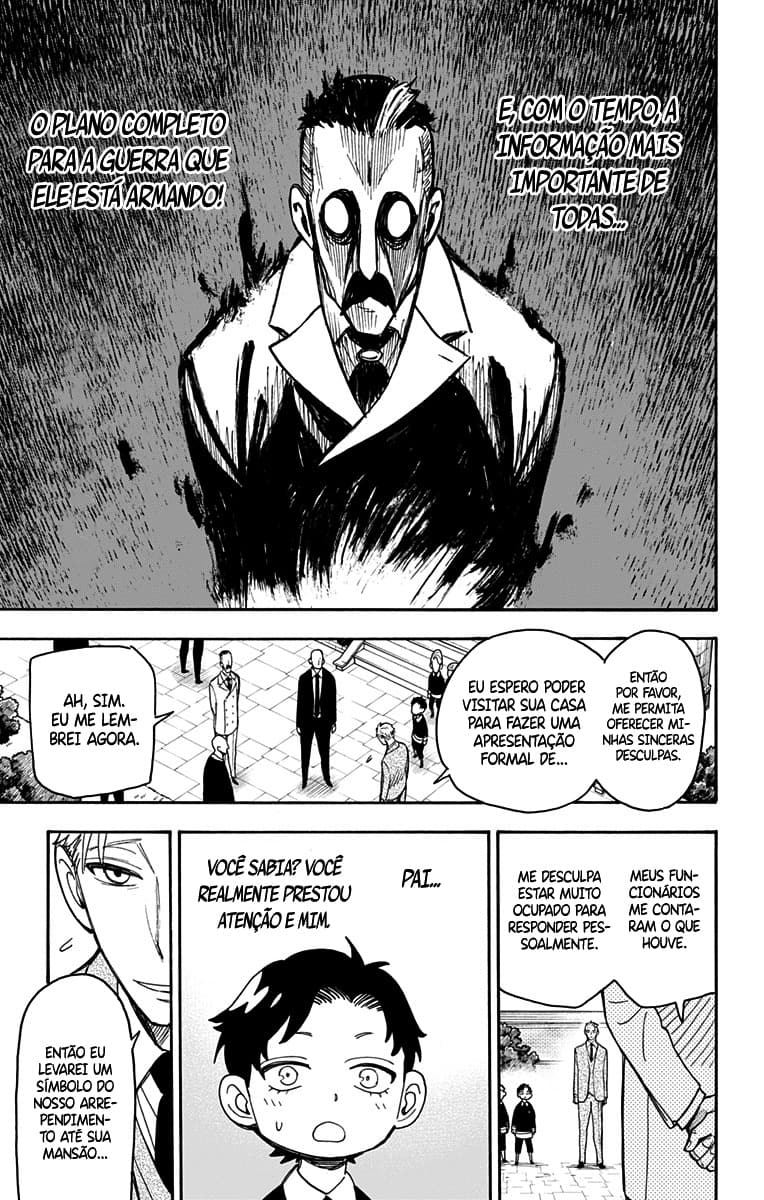 E, COM O TEMPO, A
INFORMAÇÃO MAIS
IMPORTANTE DE
TODAS...
O PLANO COMPLETO
PARA A GUERRA QUE
ELE ESTÁ ARMANDO!
ENTÃO
POR FAVOR,
ME PERMITA
OFERECER MI-
NHAS SINCERAS
DESCULPAS.
EU ESPERO PODER
VISITAR SUA CASA
PARA FAZER UMA
APRESENTAÇÃO
FORMAL DE...
AH, SIM.
EU ME LEM-
BREI AGORA.
MEUS FUN-
CIONÁRIOS
ME CONTA-
RAM O QUE
HOUVE.
ME DESCULPA
ESTAR MUITO
OCUPADO PARA
RESPONDER PES-
SOALMENTE.
PAI...
VOCÊ SABIA? VOCÊ
REALMENTE PRESTOU
ATENÇÃO E MIM.
ENTÃO EU
LEVAREI UM
SÍMBOLO DO
NOSSO ARRE-
PENDIMENTO
ATÉ SUA
MANSÃO...